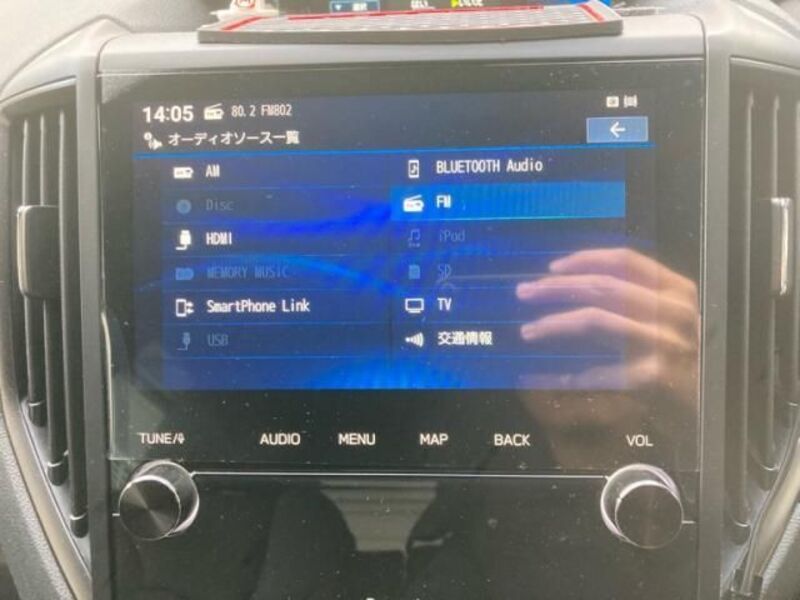 14:05 80.2 FM802
オーディオソース一覧
AM
BLUETOOTH Audio
Disc
FM
HDMI
iPod
MEMORY MUSIC
SD
SmartPhone Link
TV
USB
交通情報
TUNE/ AUDIO MENU MAP BACK VOL